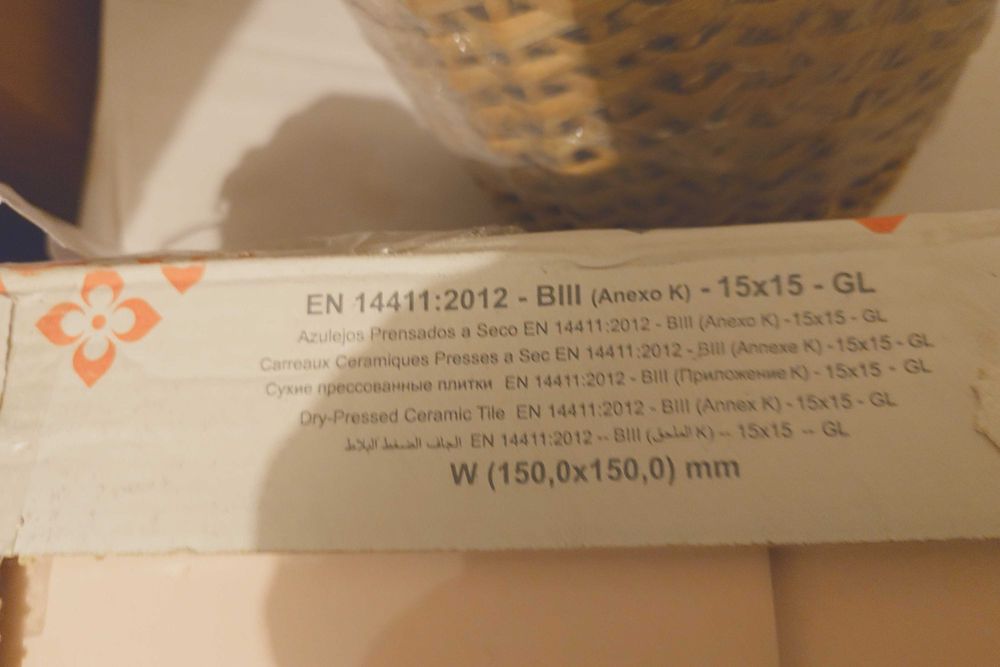 EN 14411:2012 - BIII (Anexo K) - 15x15 - GL
Azulejos Prensados a Seco EN 14411:2012 - BIII (Anexo K) -15x15 - GL
Carreaux Ceramiques Presses a Sec EN 14411:2012 - BIII (Annexe K) -15x15 - GL
Сухие прессованные плитки EN 14411:2012 - BIII (Приложение K) - 15x15 - GL
Dry-Pressed Ceramic Tile EN 14411:2012 - BIII (Annex K) - 15x15 - GL
الجاف الضغط البلاط EN 14411:2012 -- BIII (الملحق K) -- 15x15 -- GL
W (150,0x150,0) mm